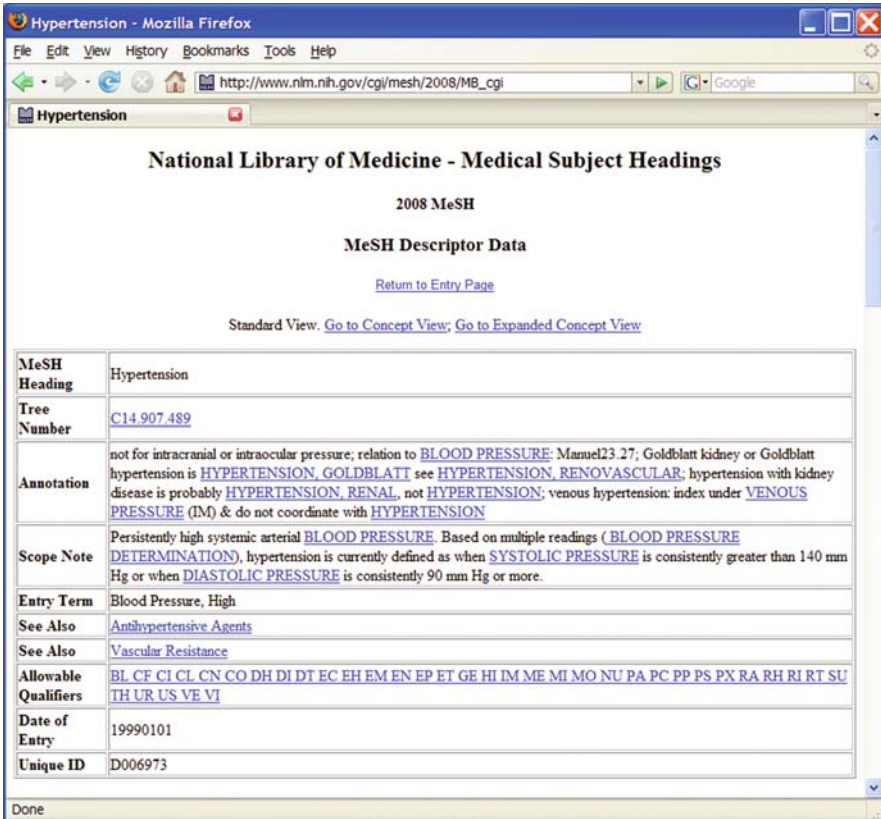 Hypertension - Mozilla Firefox
File Edit View History Bookmarks Tools Help
http://www.nlm.nih.gov/cgi/mesh/2008/MB_cgi
G Google
Hypertension
National Library of Medicine - Medical Subject Headings
2008 MeSH
MeSH Descriptor Data
Return to Entry Page
Standard View. Go to Concept View; Go to Expanded Concept View
MeSH
Heading
Hypertension
Tree
Number
C14.907.489
Annotation
not for intracranial or intraocular pressure; relation to BLOOD PRESSURE: Manuel23.27; Goldblatt kidney or Goldblatt
hypertension is HYPERTENSION, GOLDBLATT see HYPERTENSION, RENOVASCULAR; hypertension with kidney
disease is probably HYPERTENSION, RENAL, not HYPERTENSION; venous hypertension: index under VENOUS
PRESSURE (IM) & do not coordinate with HYPERTENSION
Scope Note
Persistently high systemic arterial BLOOD PRESSURE. Based on multiple readings ( BLOOD PRESSURE
DETERMINATION), hypertension is currently defined as when SYSTOLIC PRESSURE is consistently greater than 140 mm
Hg or when DIASTOLIC PRESSURE is consistently 90 mm Hg or more.
Entry Term Blood Pressure, High
See Also Antihypertensive Agents
See Also Vascular Resistance
Allowable
Qualifiers
BL CF CI CL CN CO DH DI DT EC EH EM EN EP ET GE HI IM ME MI MO NU PA PC PP PS PX RA RH RI RT SU
TH UR US VE VI
Date of
Entry
19990101
Unique ID D006973
Done